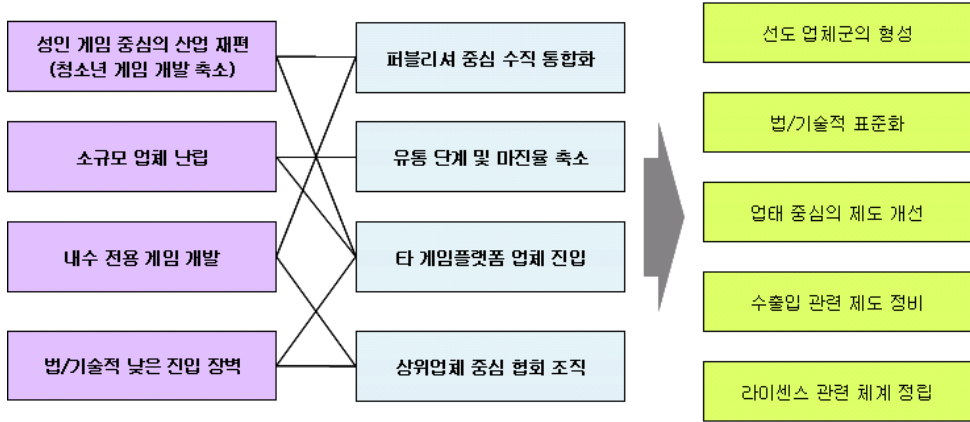 성인 게임 중심의 산업 재편
(청소년 게임 개발 축소)
소규모 업체 난립
내수 전용 게임 개발
법/기술적 낮은 진입 장벽
퍼블리셔 중심 수직 통합화
유통 단계 및 마진율 축소
타 게임플랫폼 업체 진입
상위업체 중심 협회 조직
선도 업체군의 형성
법/기술적 표준화
업태 중심의 제도 개선
수출입 관련 제도 정비
라이센스 관련 체계 정립